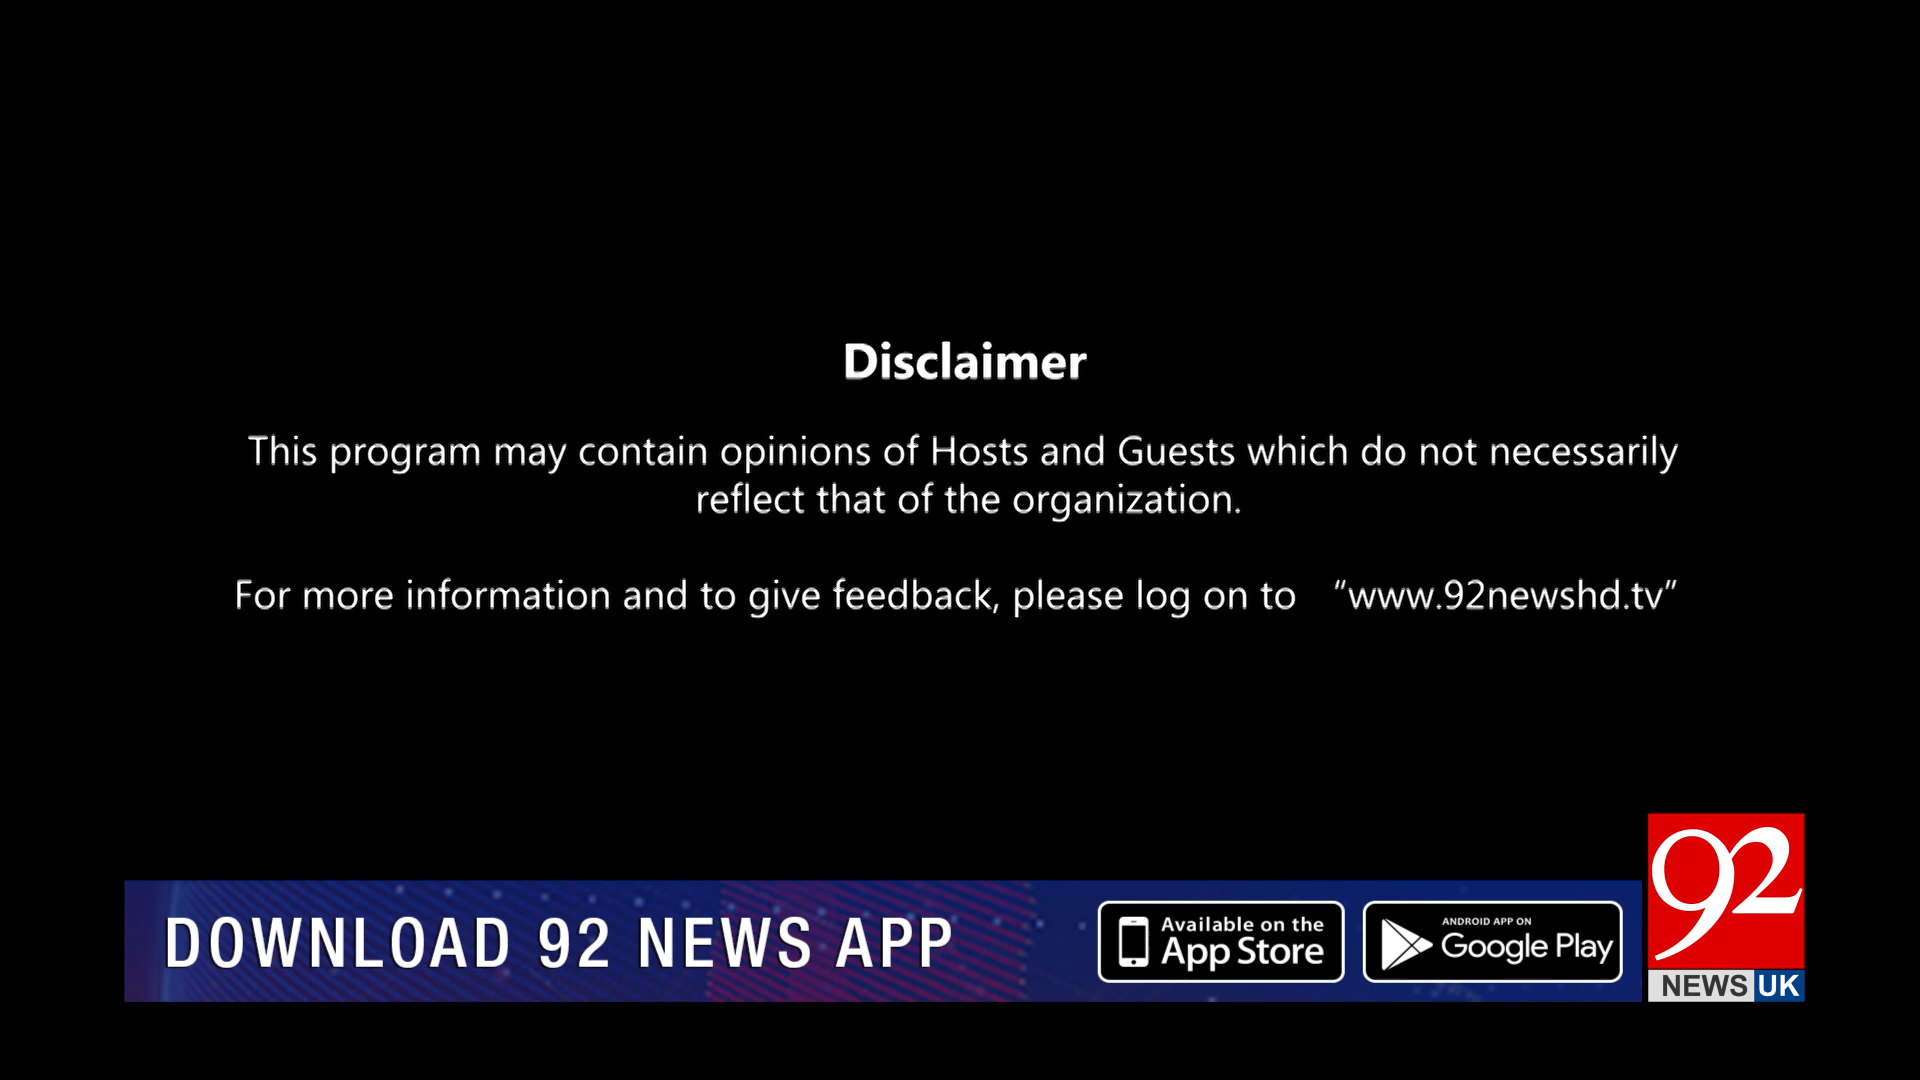 Disclaimer
This program may contain opinions of Hosts and Guests which do not necessarily
reflect that of the organization.
For more information and to give feedback, please log on to “www.92newshd.tv”
DOWNLOAD 92 NEWS APP
Available on the
App Store
ANDROID APP ON
Google Play
92
NEWS UK